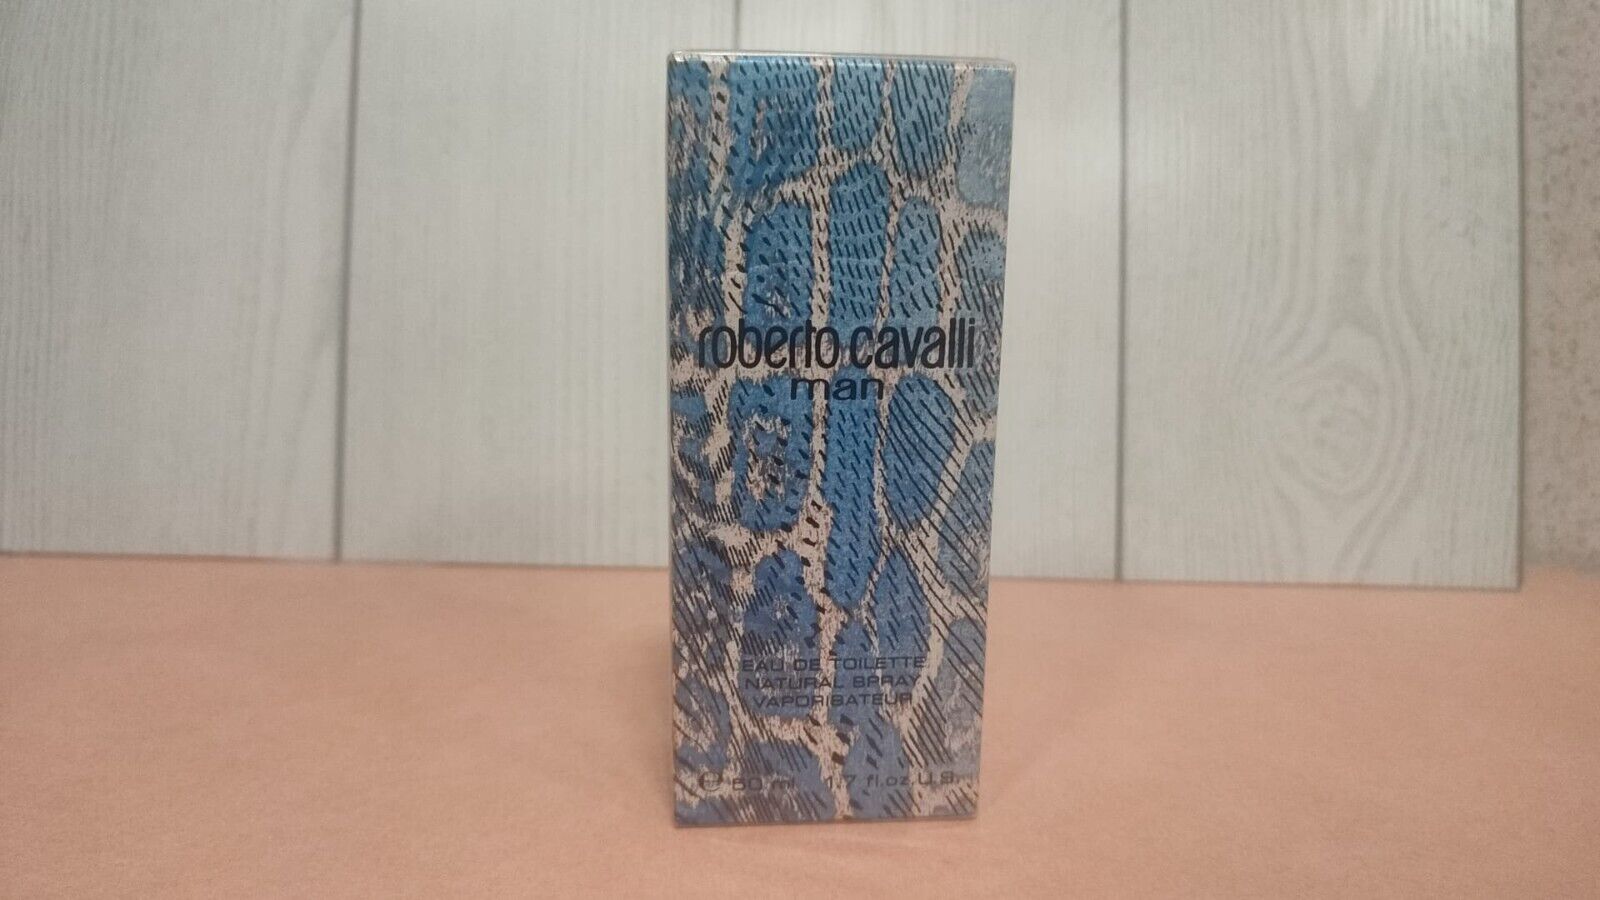 roberto cavalli
man
EAU DE TOILETTE
NATURAL SPRAY
VAPORISATEUR
℮ 50 ml 1.7 fl.oz.U.S.